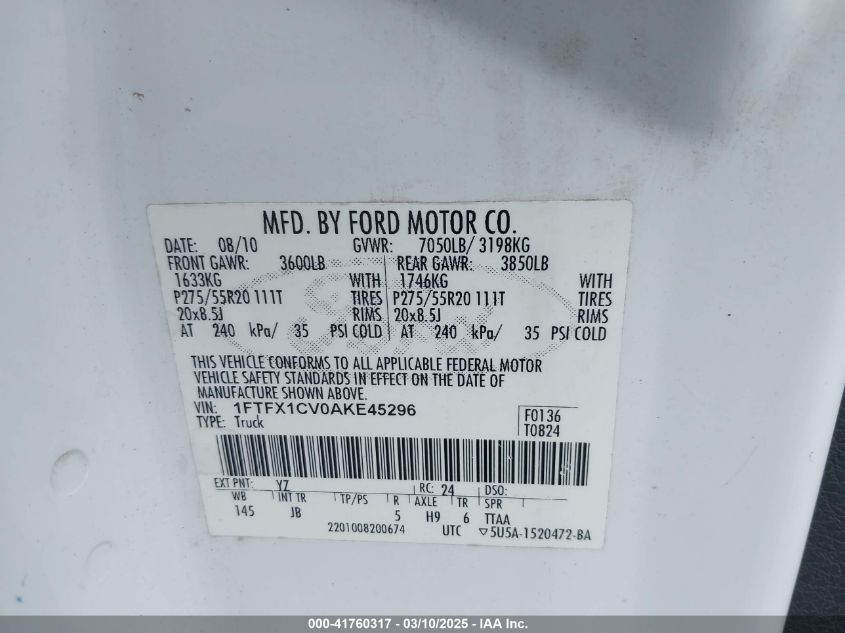 MFD. BY FORD MOTOR CO.
DATE: 08/10 GVWR: 7050LB/ 3198KG
FRONT GAWR: 3600LB REAR GAWR: 3850LB
1633KG WITH 1746KG WITH
P275/55R20 111T TIRES P275/55R20 111T TIRES
20x8.5J RIMS 20x8.5J RIMS
AT 240 kPa/ 35 PSI COLD AT 240 kPa/ 35 PSI COLD
THIS VEHICLE CONFORMS TO ALL APPLICABLE FEDERAL MOTOR
VEHICLE SAFETY STANDARDS IN EFFECT ON THE DATE OF
MANUFACTURE SHOWN ABOVE.
VIN: 1FTFX1CV0AKE45296 F0136
TYPE: Truck T0824
EXT PNT: YZ RC: 24 DSO:
WB INT TR TP/PS R AXLE TR SPR
145 JB 5 H9 6 TTAA
2201008200674 UTC ▽5U5A-1520472-BA
000-41760317 - 03/10/2025 - IAA Inc.